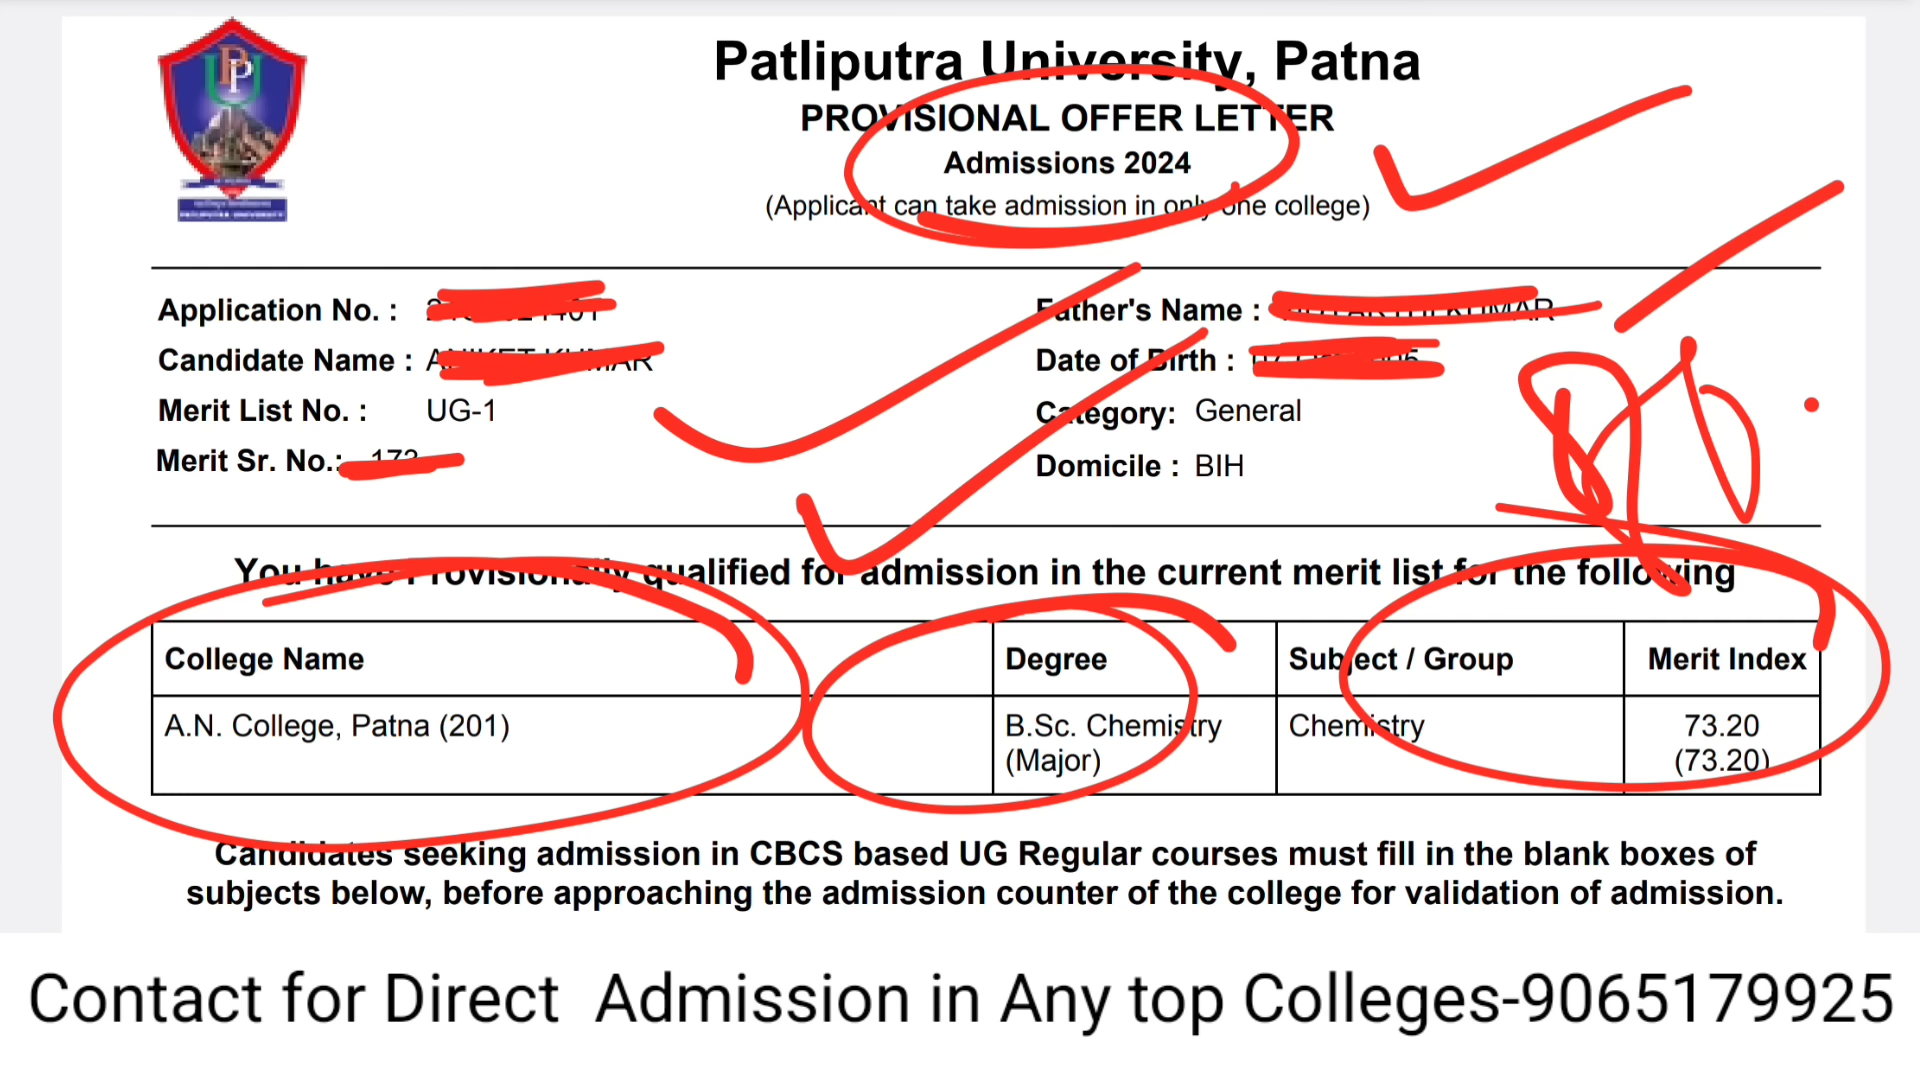 Patliputra University, Patna
PROVISIONAL OFFER LETTER
Admissions 2024
(Applicant can take admission in only one college)
Application No. :
Father's Name : KUMAR
Candidate Name :
Date of Birth :
Merit List No. : UG-1
Category: General
Merit Sr. No.:
Domicile : BIH
You have Provisionally qualified for admission in the current merit list for the following
College Name Degree Subject / Group Merit Index
A.N. College, Patna (201) B.Sc. Chemistry Chemistry 73.20
(Major) (73.20)
Candidates seeking admission in CBCS based UG Regular courses must fill in the blank boxes of
subjects below, before approaching the admission counter of the college for validation of admission.
Contact for Direct Admission in Any top Colleges-9065179925